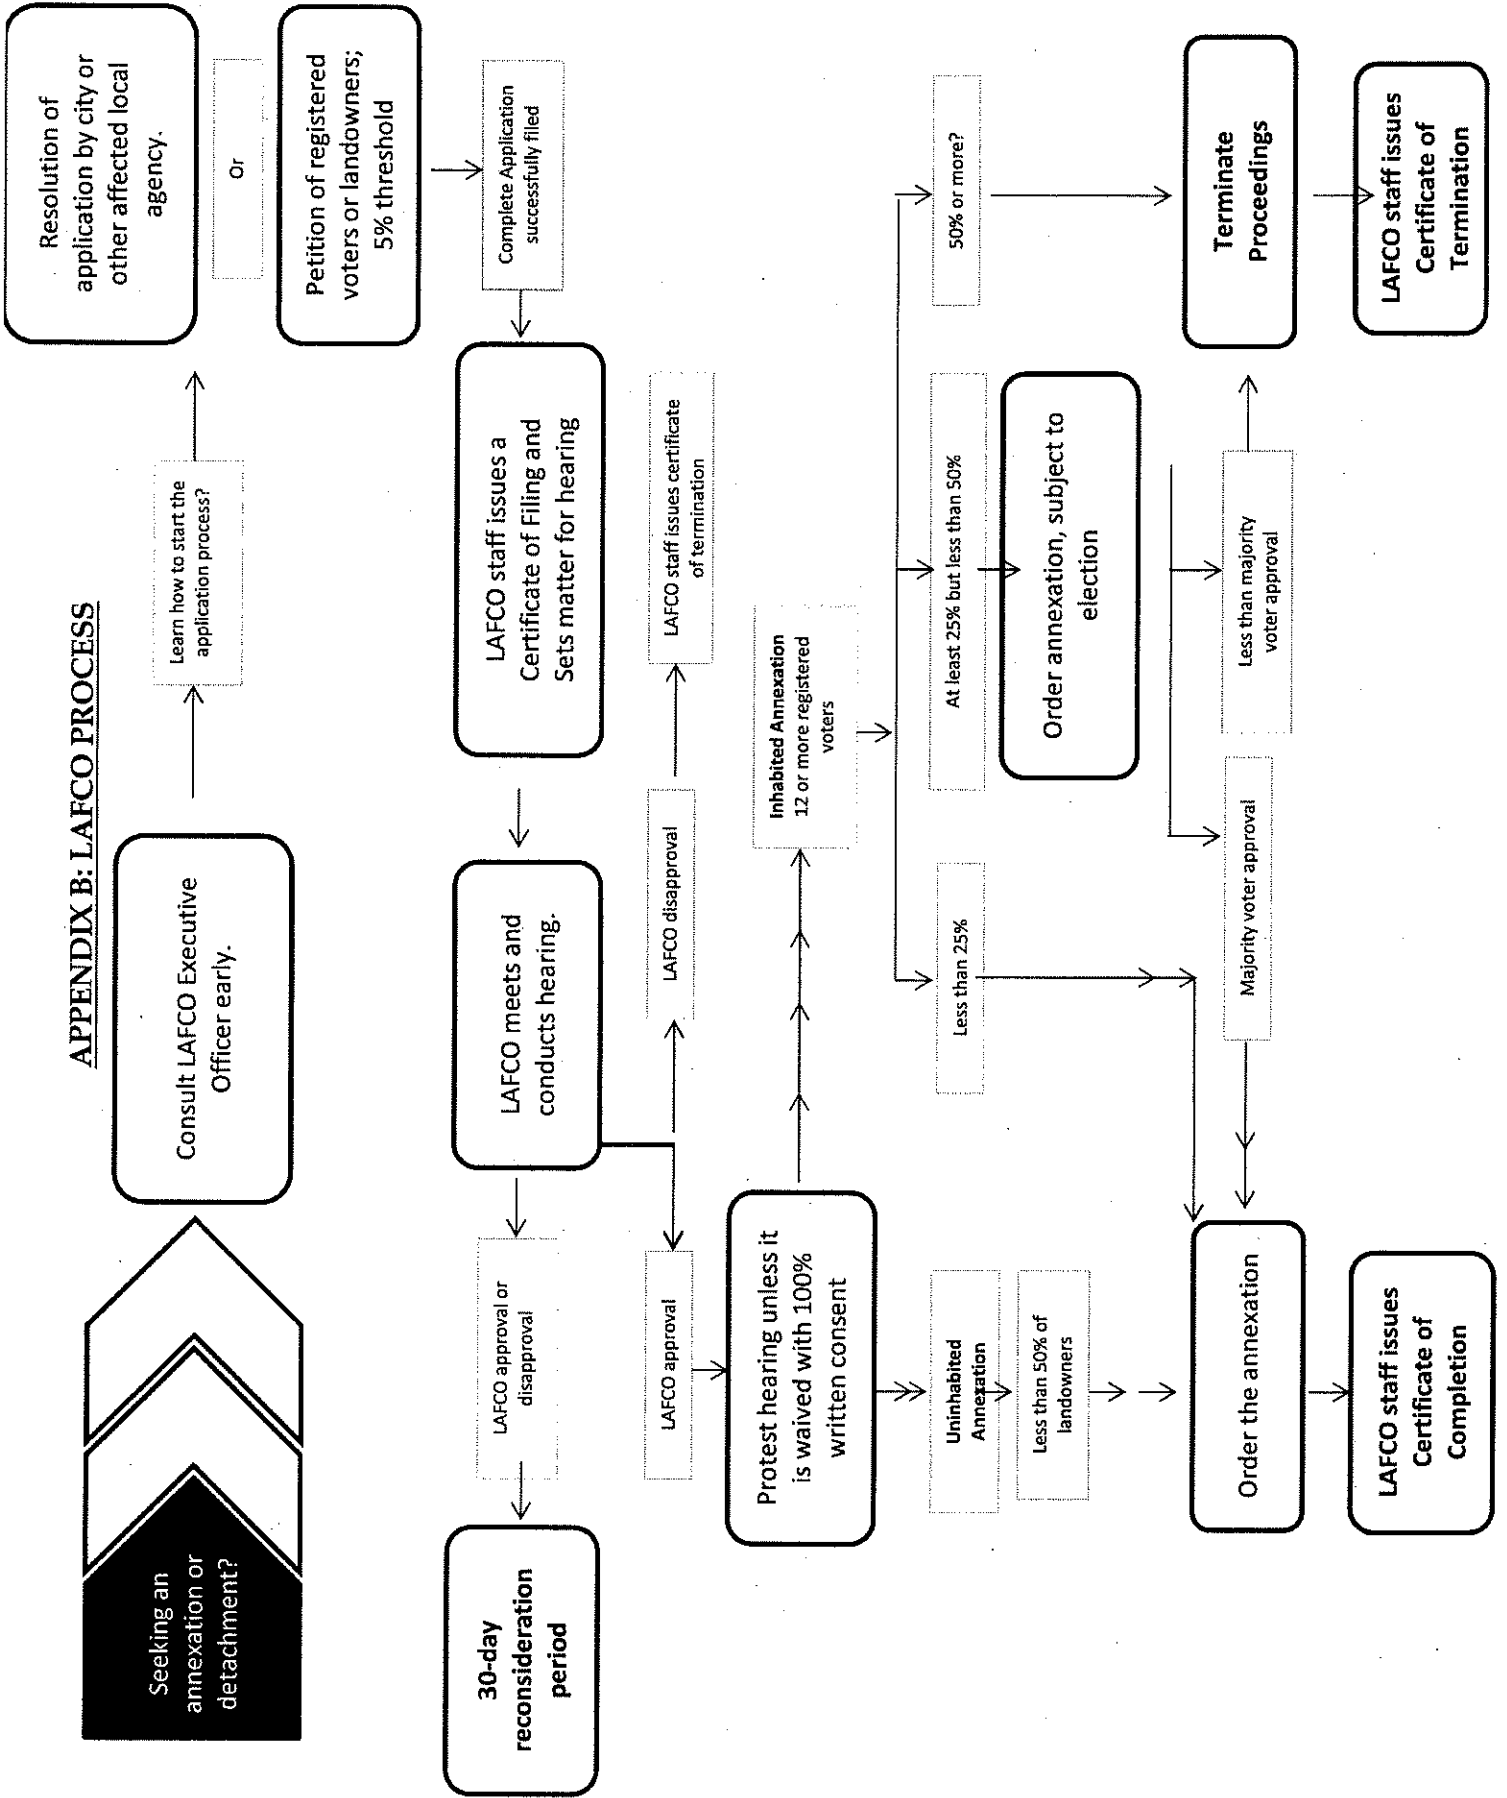 APPENDIX B: LAFCO PROCESS
Seeking an
annexation or
detachment?
Consult LAFCO Executive
Officer early.
Learn how to start the
application process?
Resolution of
application by city or
other affected local
agency.
Or
Petition of registered
voters or landowners;
5% threshold
Complete Application
successfully filed
LAFCO staff issues a
Certificate of Filing and
Sets matter for hearing
LAFCO meets and
conducts hearing.
LAFCO approval or
disapproval
30-day
reconsideration
period
LAFCO approval
LAFCO disapproval
LAFCO staff issues certificate
of termination
Protest hearing unless it
is waived with 100%
written consent
Inhabited Annexation
12 or more registered
voters
Uninhabited
Annexation
Less than 50% of
landowners
Less than 25%
At least 25% but less than 50%
50% or more?
Order annexation, subject to
election
Majority voter approval
Less than majority
voter approval
Order the annexation
Terminate
Proceedings
LAFCO staff issues
Certificate of
Completion
LAFCO staff issues
Certificate of
Termination